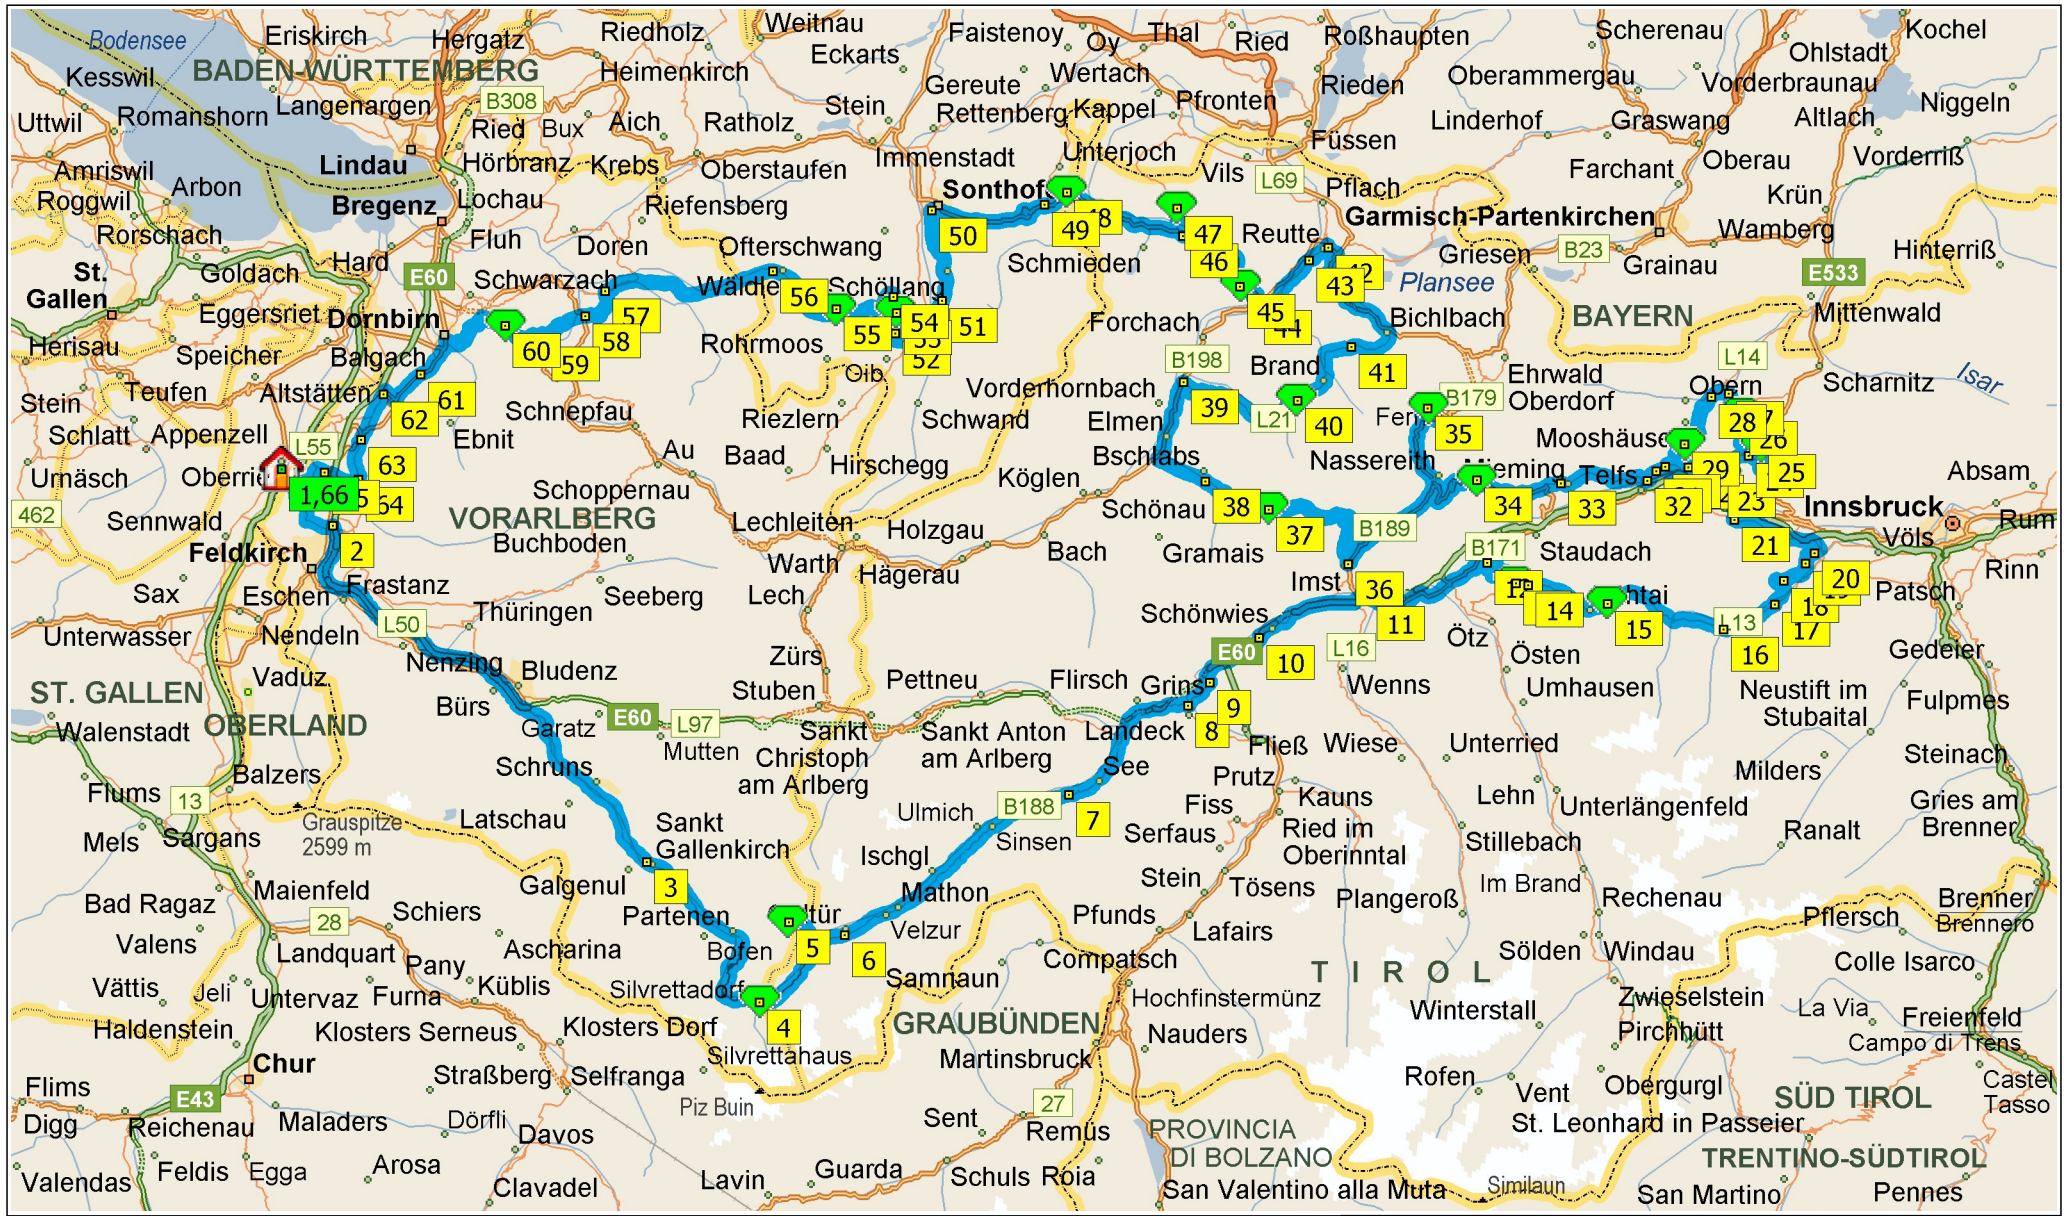 Bodensee
Eriskirch
Hergatz
Riedholz
Weitnau
Eckarts
Faistenoy
Oy
Thal
Ried
Roßhaupten
Scherenau
Kochel
Ohlstadt
Kesswil
BADEN-WÜRTTEMBERG
Heimenkirch
Gereute
Wertach
Rieden
Oberammergau
Vorderbraunau
Niggeln
Uttwil
Romanshorn
Langenargen
B308
Ried
Bux
Aich
Ratholz
Stein
Rettenberg
Kappel
Pfronten
Linderhof
Graswang
Altlach
Amriswil
Arbon
Lindau
Hörbranz
Krebs
Oberstaufen
Immenstadt
Unterjoch
Füssen
Farchant
Oberau
Vorderriß
Roggwil
Bregenz
Lochau
Riefensberg
Sonthof
Vils
L69
Pflach
Krün
Rorschach
Fluh
Doren
Ofterschwang
50
49
48
47
46
Reutte
Garmisch-Partenkirchen
Wamberg
Hinterriß
St.
Gallen
Goldach
Hard
E60
Schwarzach
Wäldle
Schöllang
Schmieden
43
42
Plansee
Griesen
B23
Grainau
E533
Eggersriet
Dornbirn
57
56
55
54
53
52
51
45
44
Forchach
Bichlbach
BAYERN
Mittenwald
Herisau
Speicher
Balgach
60
59
58
Rohrmoos
Oib
B198
Brand
41
Ehrwald
L14
Isar
Teufen
Altstätten
61
62
Schnepfau
Riezlern
Schwand
Vorderhornbach
39
L21
40
B179
Oberdorf
Obern
Scharnitz
Stein
Schlatt
Appenzell
L55
Ebnit
Au
Baad
Hirschegg
Elmen
Bschlabs
Fern
35
Mooshäuse
28
26
25
Umäsch
Oberrie
1,66
63
64
Schoppernau
Köglen
Nassereith
Mieming
Telfs
29
Absam
462
Sennwald
VORARLBERG
Lechleiten
Holzgau
Schönau
38
37
34
33
32
23
Innsbruck
Rum
Feldkirch
2
Buchboden
Warth
Bach
Gramais
B189
B171
Staudach
21
Völs
Rinn
Sax
Eschen
Frastanz
Thüringen
Seeberg
Lech
Hägerau
Imst
36
14
15
20
18
17
Patsch
Unterwasser
Nendeln
L50
Schönwies
11
Ötz
L13
16
Gedeier
Vaduz
Nenzing
Bludenz
Zürs
Pettneu
Flirsch
E60
10
L16
Östen
ST. GALLEN
Bürs
Stuben
Grins
9
8
Wenns
Umhausen
Neustift im
Stubaital
Fulpmes
Walenstadt
OBERLAND
Garatz
E60
L97
Mutten
Sankt
Christoph
am Arlberg
Sankt Anton
am Arlberg
Landeck
Fließ
Wiese
Unterried
Steinach
Balzers
Schruns
See
Prutz
Milders
Flums
13
Grauspitze
2599 m
Latschau
Sankt
Gallenkirch
Ulmich
B188
7
Fiss
Kauns
Lehn
Unterlängenfeld
Gries am
Brenner
Mels
Sargans
Sinsen
Serfaus
Ried im
Oberinntal
Stillebach
Ranalt
Maienfeld
Galgenul
3
Ischgl
Stein
Tösens
Im Brand
Rechenau
Bad Ragaz
28
Schiers
Partenen
Mathon
Pfunds
Plangeroß
Pflersch
Brenner
Brennero
Valens
Landquart
Ascharina
Bofen
5
6
Velzur
Lafairs
Sölden
Windau
Vättis
Jeli
Untervaz
Pany
Furna
Küblis
Silvrettadorf
Samnaun
Compatsch
TIROL
Colle Isarco
Haldenstein
Klosters Serneus
Klosters Dorf
4
GRAUBÜNDEN
Hochfinstermünz
Winterstall
Zwieselstein
La Via
Freienfeld
Campo di Trens
Chur
Silvrettahaus
Martinsbruck
Nauders
Pirchhütt
Flims
E43
Straßberg
Selfranga
Piz Buin
27
Rofen
Vent
Obergurgl
SÜD TIROL
Castel
Tasso
Digg
Reichenau
Maladers
Dörfli
Davos
Sent
Remüs
PROVINCIA
DI BOLZANO
St. Leonhard in Passeier
Valendas
Feldis
Egga
Arosa
Clavadel
Lavin
Guarda
Schuls
Roia
San Valentino alla Muta
Similaun
TRENTINO-SÜDTIROL
San Martino
Pennes